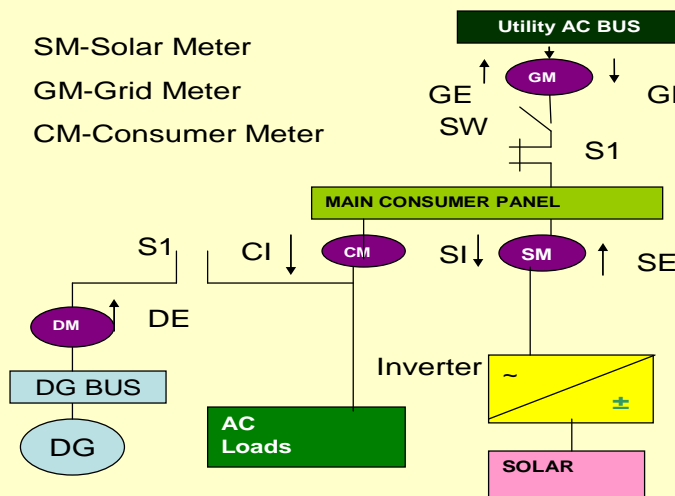 Utility AC BUS
SM-Solar Meter
GM-Grid Meter
CM-Consumer Meter
GM
GE
SW
S1
MAIN CONSUMER PANEL
S1
CI
CM
SI
SM
SE
DM
DE
DG BUS
DG
Inverter
~
±
AC
Loads
SOLAR